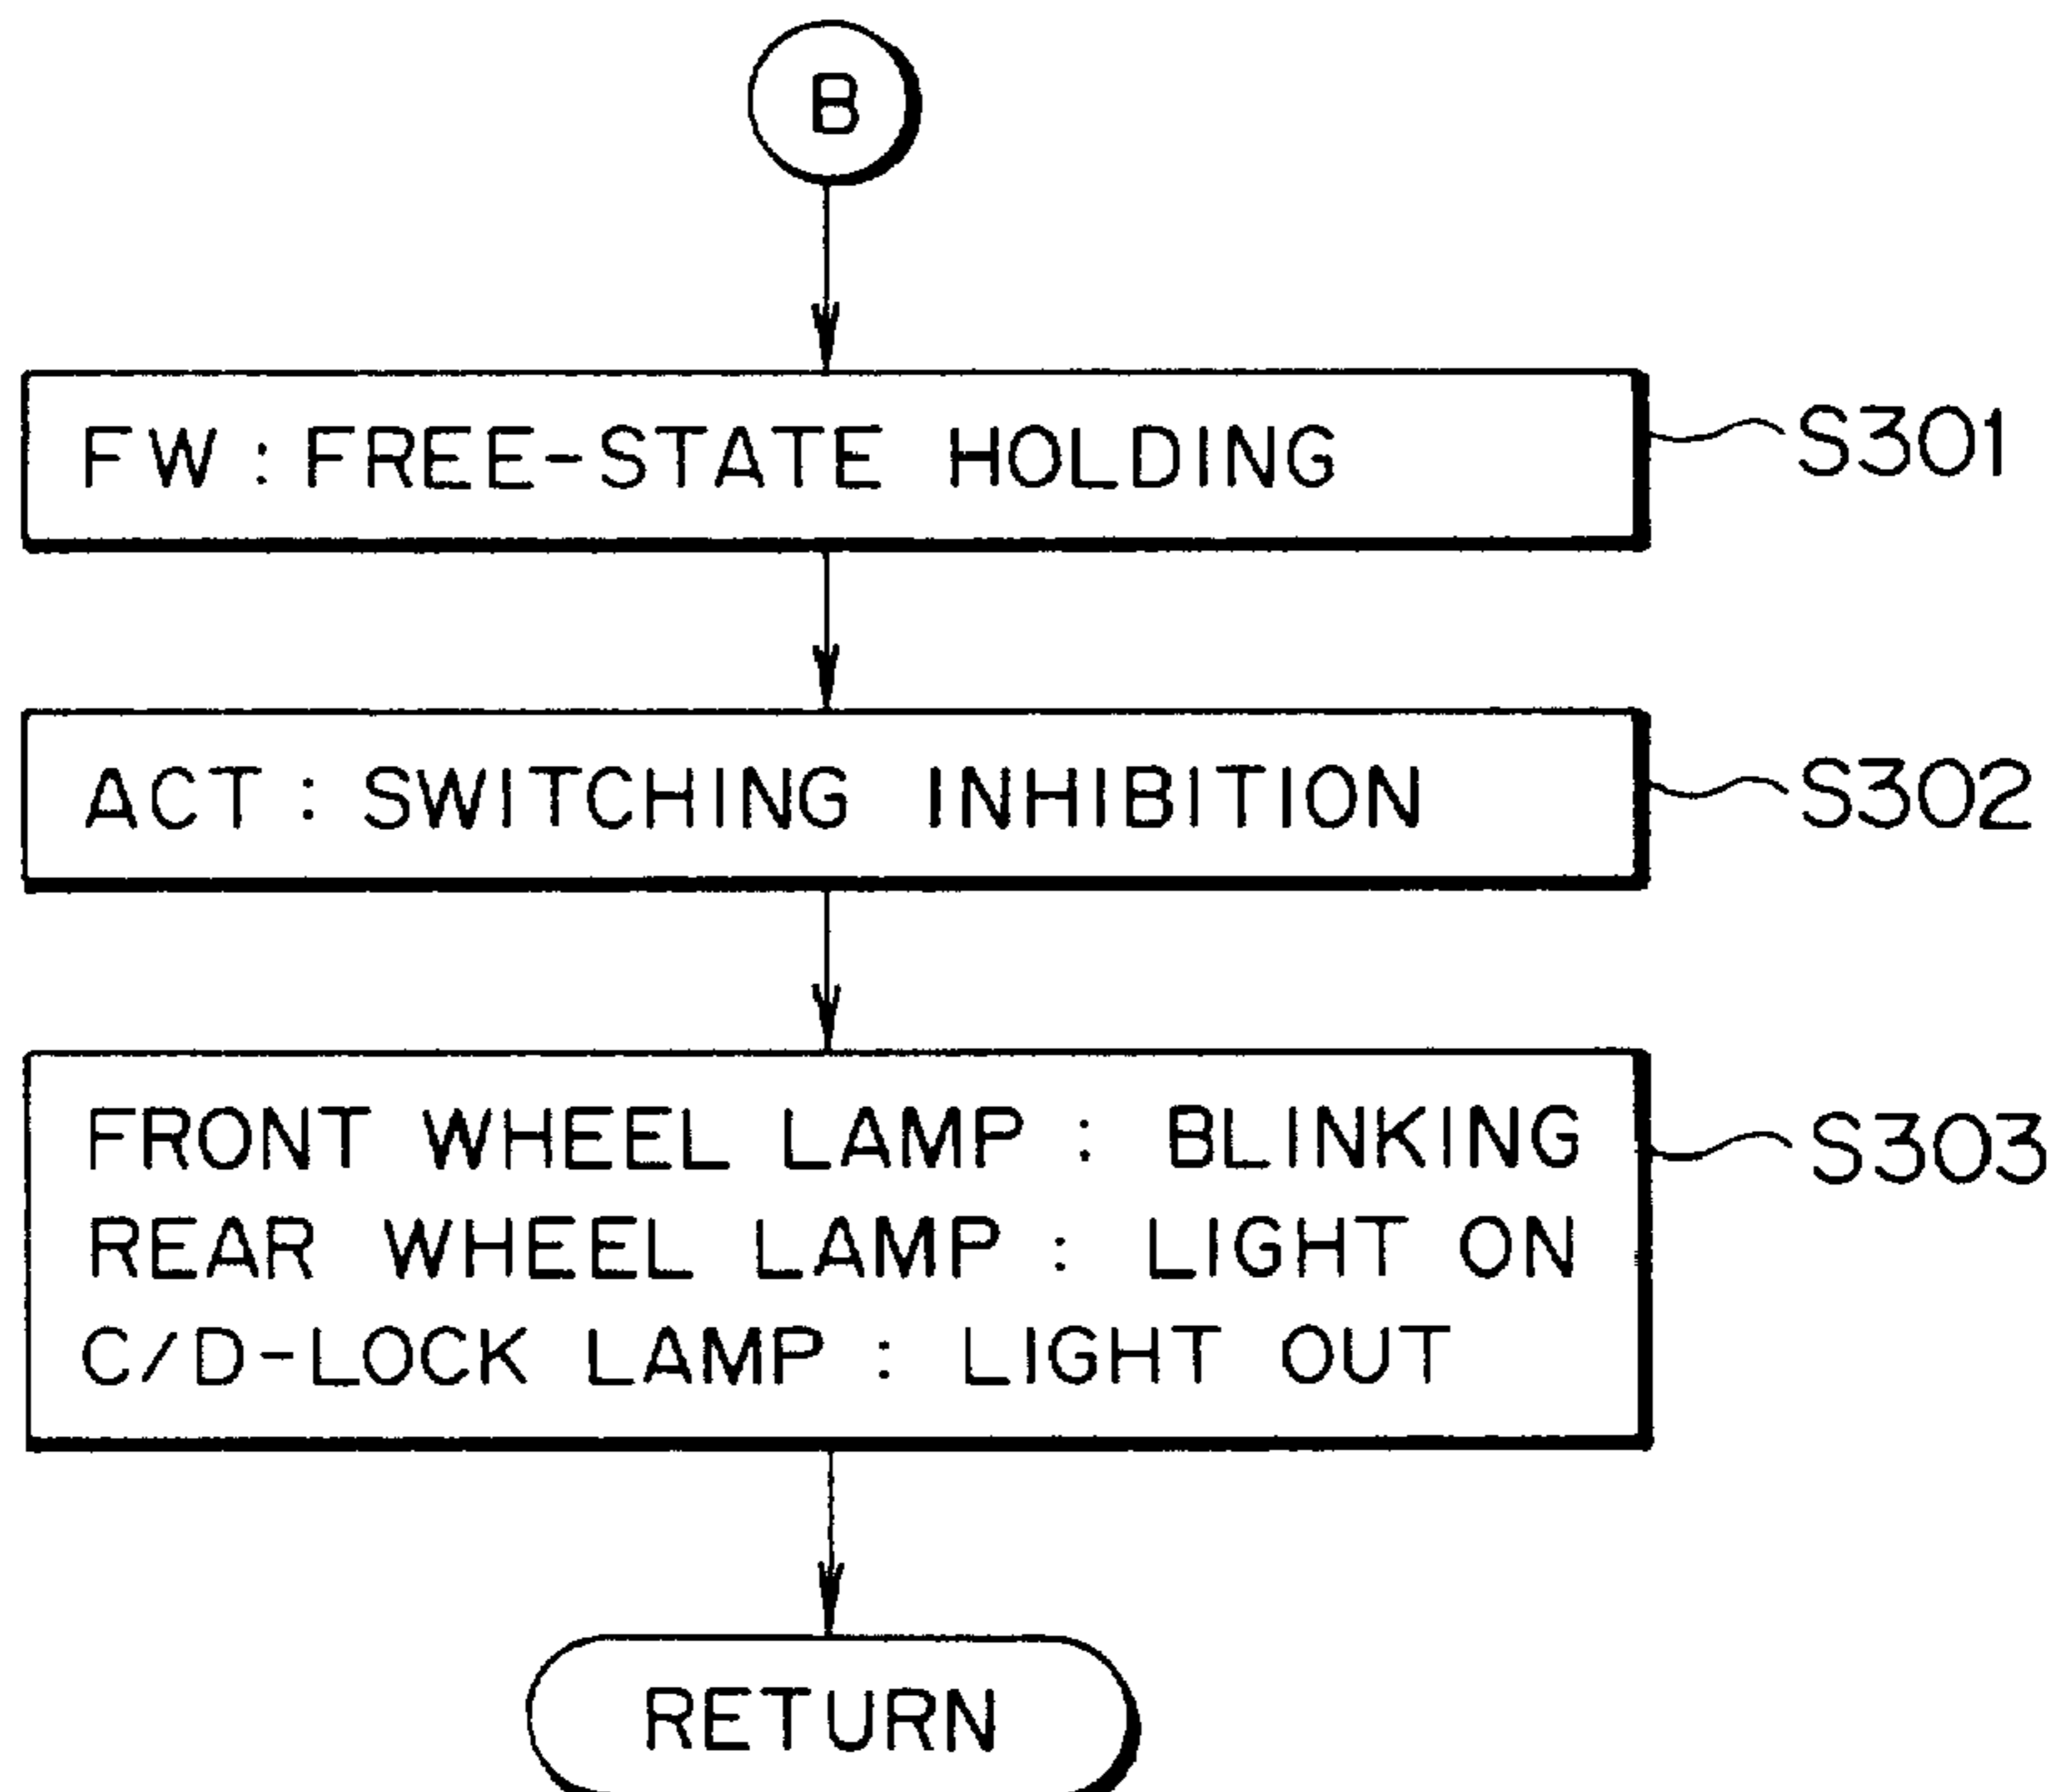 B
FW : FREE-STATE HOLDING
S301
ACT : SWITCHING INHIBITION
S302
FRONT WHEEL LAMP : BLINKING
S303
REAR WHEEL LAMP : LIGHT ON
C/D-LOCK LAMP : LIGHT OUT
RETURN